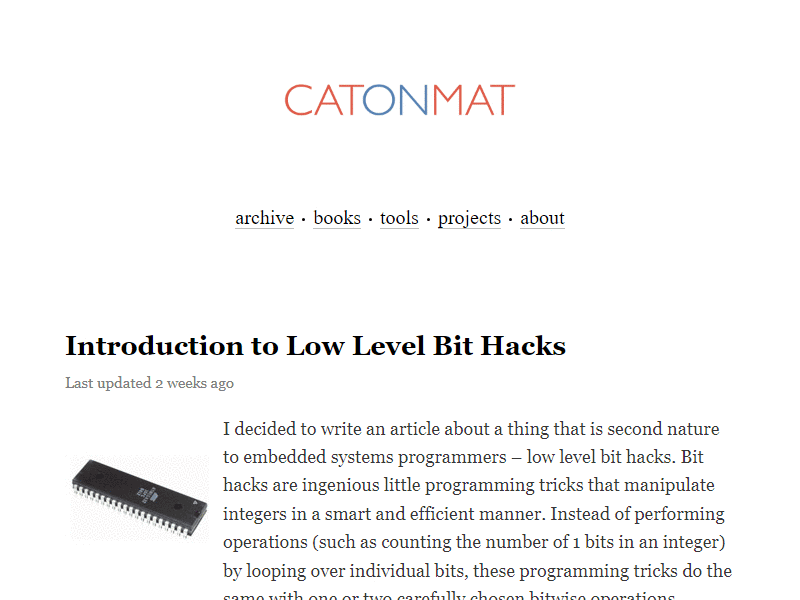 CATONMAT
archive • books • tools • projects • about
Introduction to Low Level Bit Hacks
Last updated 2 weeks ago
I decided to write an article about a thing that is second nature
to embedded systems programmers – low level bit hacks. Bit
hacks are ingenious little programming tricks that manipulate
integers in a smart and efficient manner. Instead of performing
operations (such as counting the number of 1 bits in an integer)
by looping over individual bits, these programming tricks do the
same with one or two carefully chosen bitwise operations.